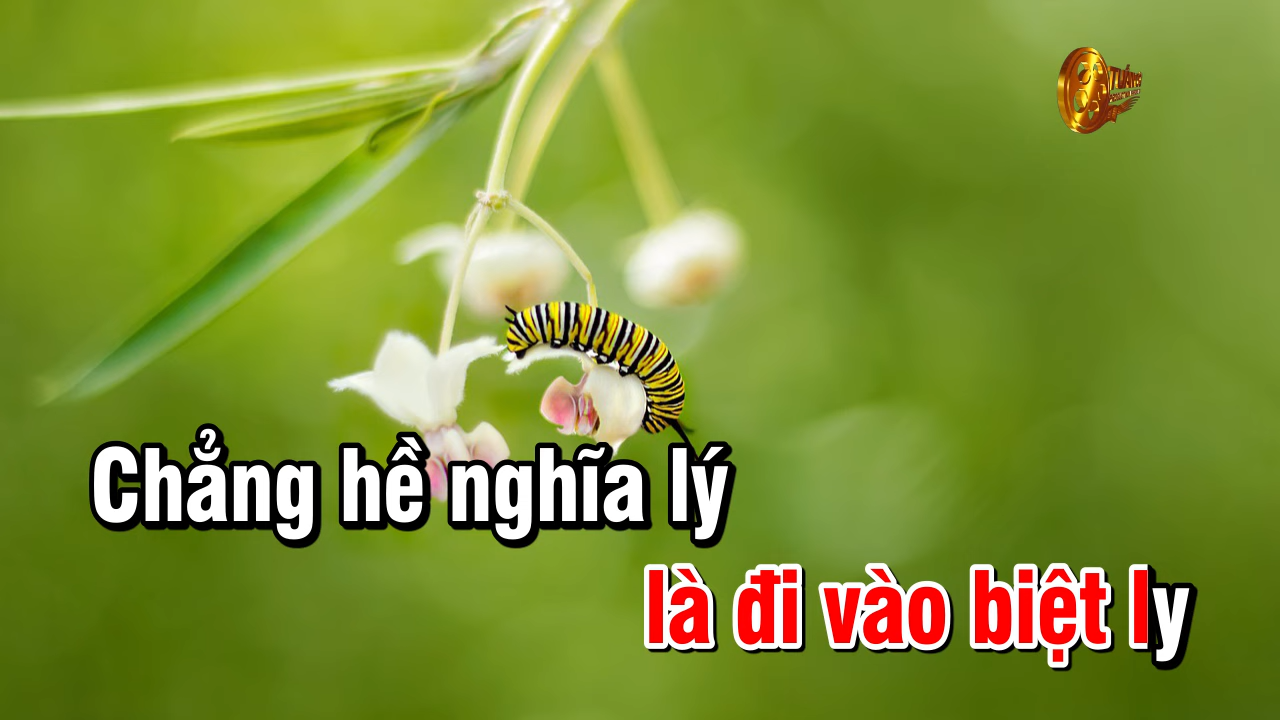 Chẳng hề nghĩa lý
là đi vào biệt ly